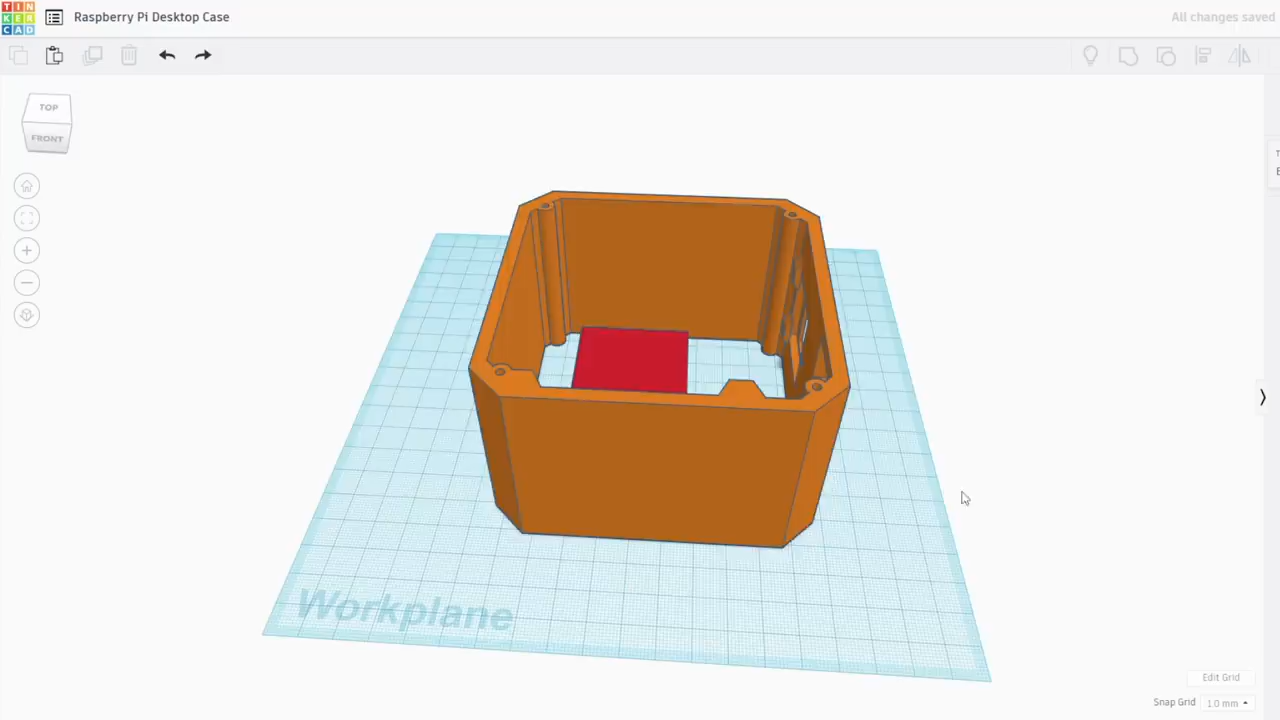 TIN
KER
CAD
Raspberry Pi Desktop Case
All changes saved
TOP
FRONT
Workplane
Edit Grid
Snap Grid 1.0 mm